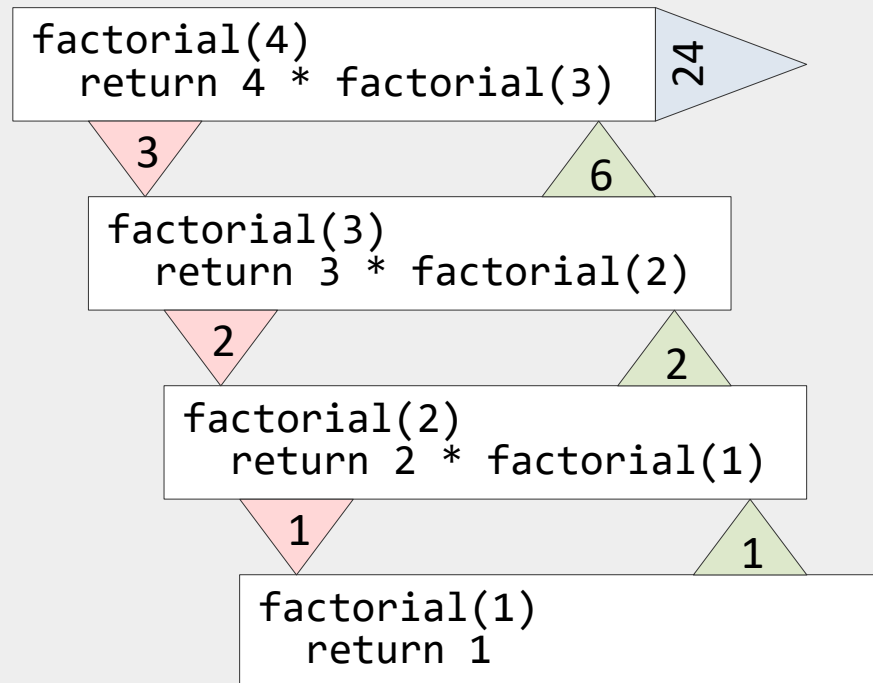 factorial(4)
return 4 * factorial(3)
24
3
6
factorial(3)
return 3 * factorial(2)
2
2
factorial(2)
return 2 * factorial(1)
1
1
factorial(1)
return 1